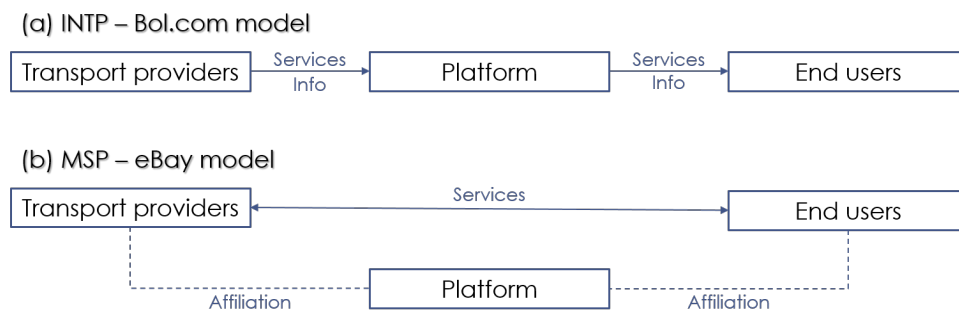 (a) INTP – Bol.com model
Transport providers
Services
Info
Platform
Services
Info
End users
(b) MSP – eBay model
Transport providers
Services
End users
Affiliation
Platform
Affiliation